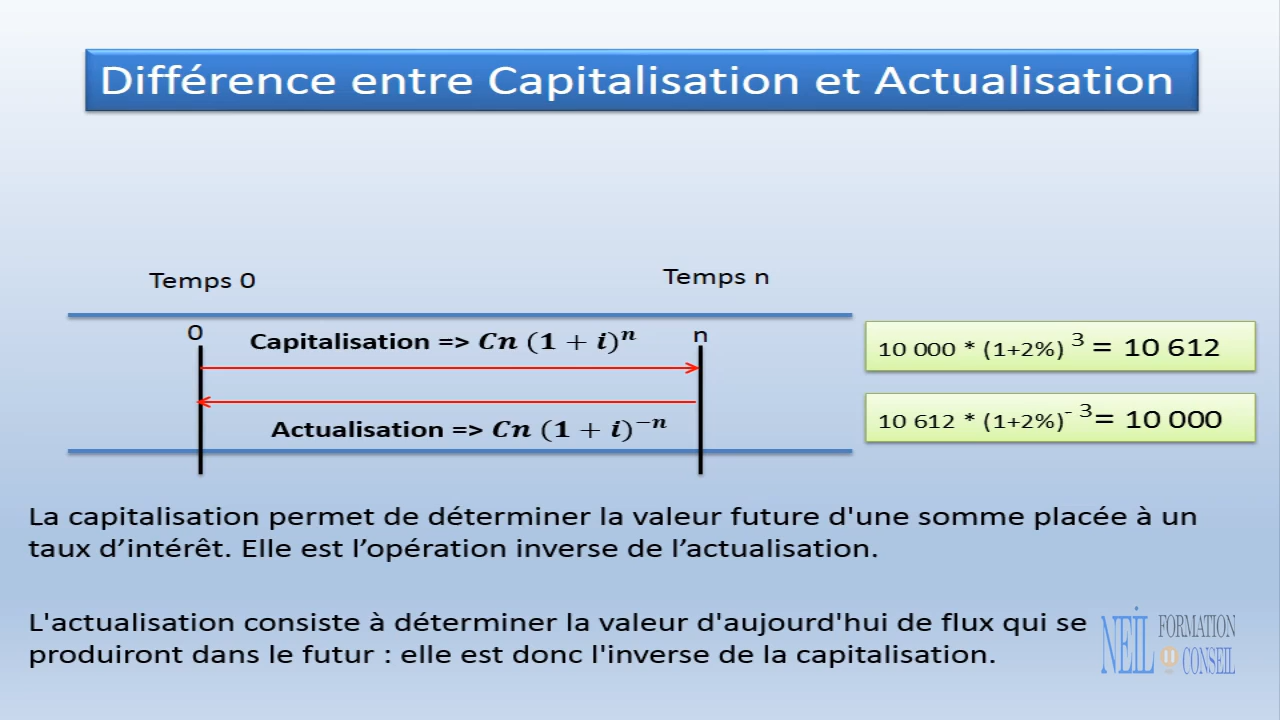 Différence entre Capitalisation et Actualisation
Temps 0
Temps n
0
n
Capitalisation => Cn (1 + i)ⁿ
10 000 * (1+2%) ³ = 10 612
Actualisation => Cn (1 + i)⁻ⁿ
10 612 * (1+2%)⁻ ³= 10 000
La capitalisation permet de déterminer la valeur future d'une somme placée à un
taux d’intérêt. Elle est l’opération inverse de l’actualisation.
L'actualisation consiste à déterminer la valeur d'aujourd'hui de flux qui se
produiront dans le futur : elle est donc l'inverse de la capitalisation.
NEIL FORMATION
CONSEIL